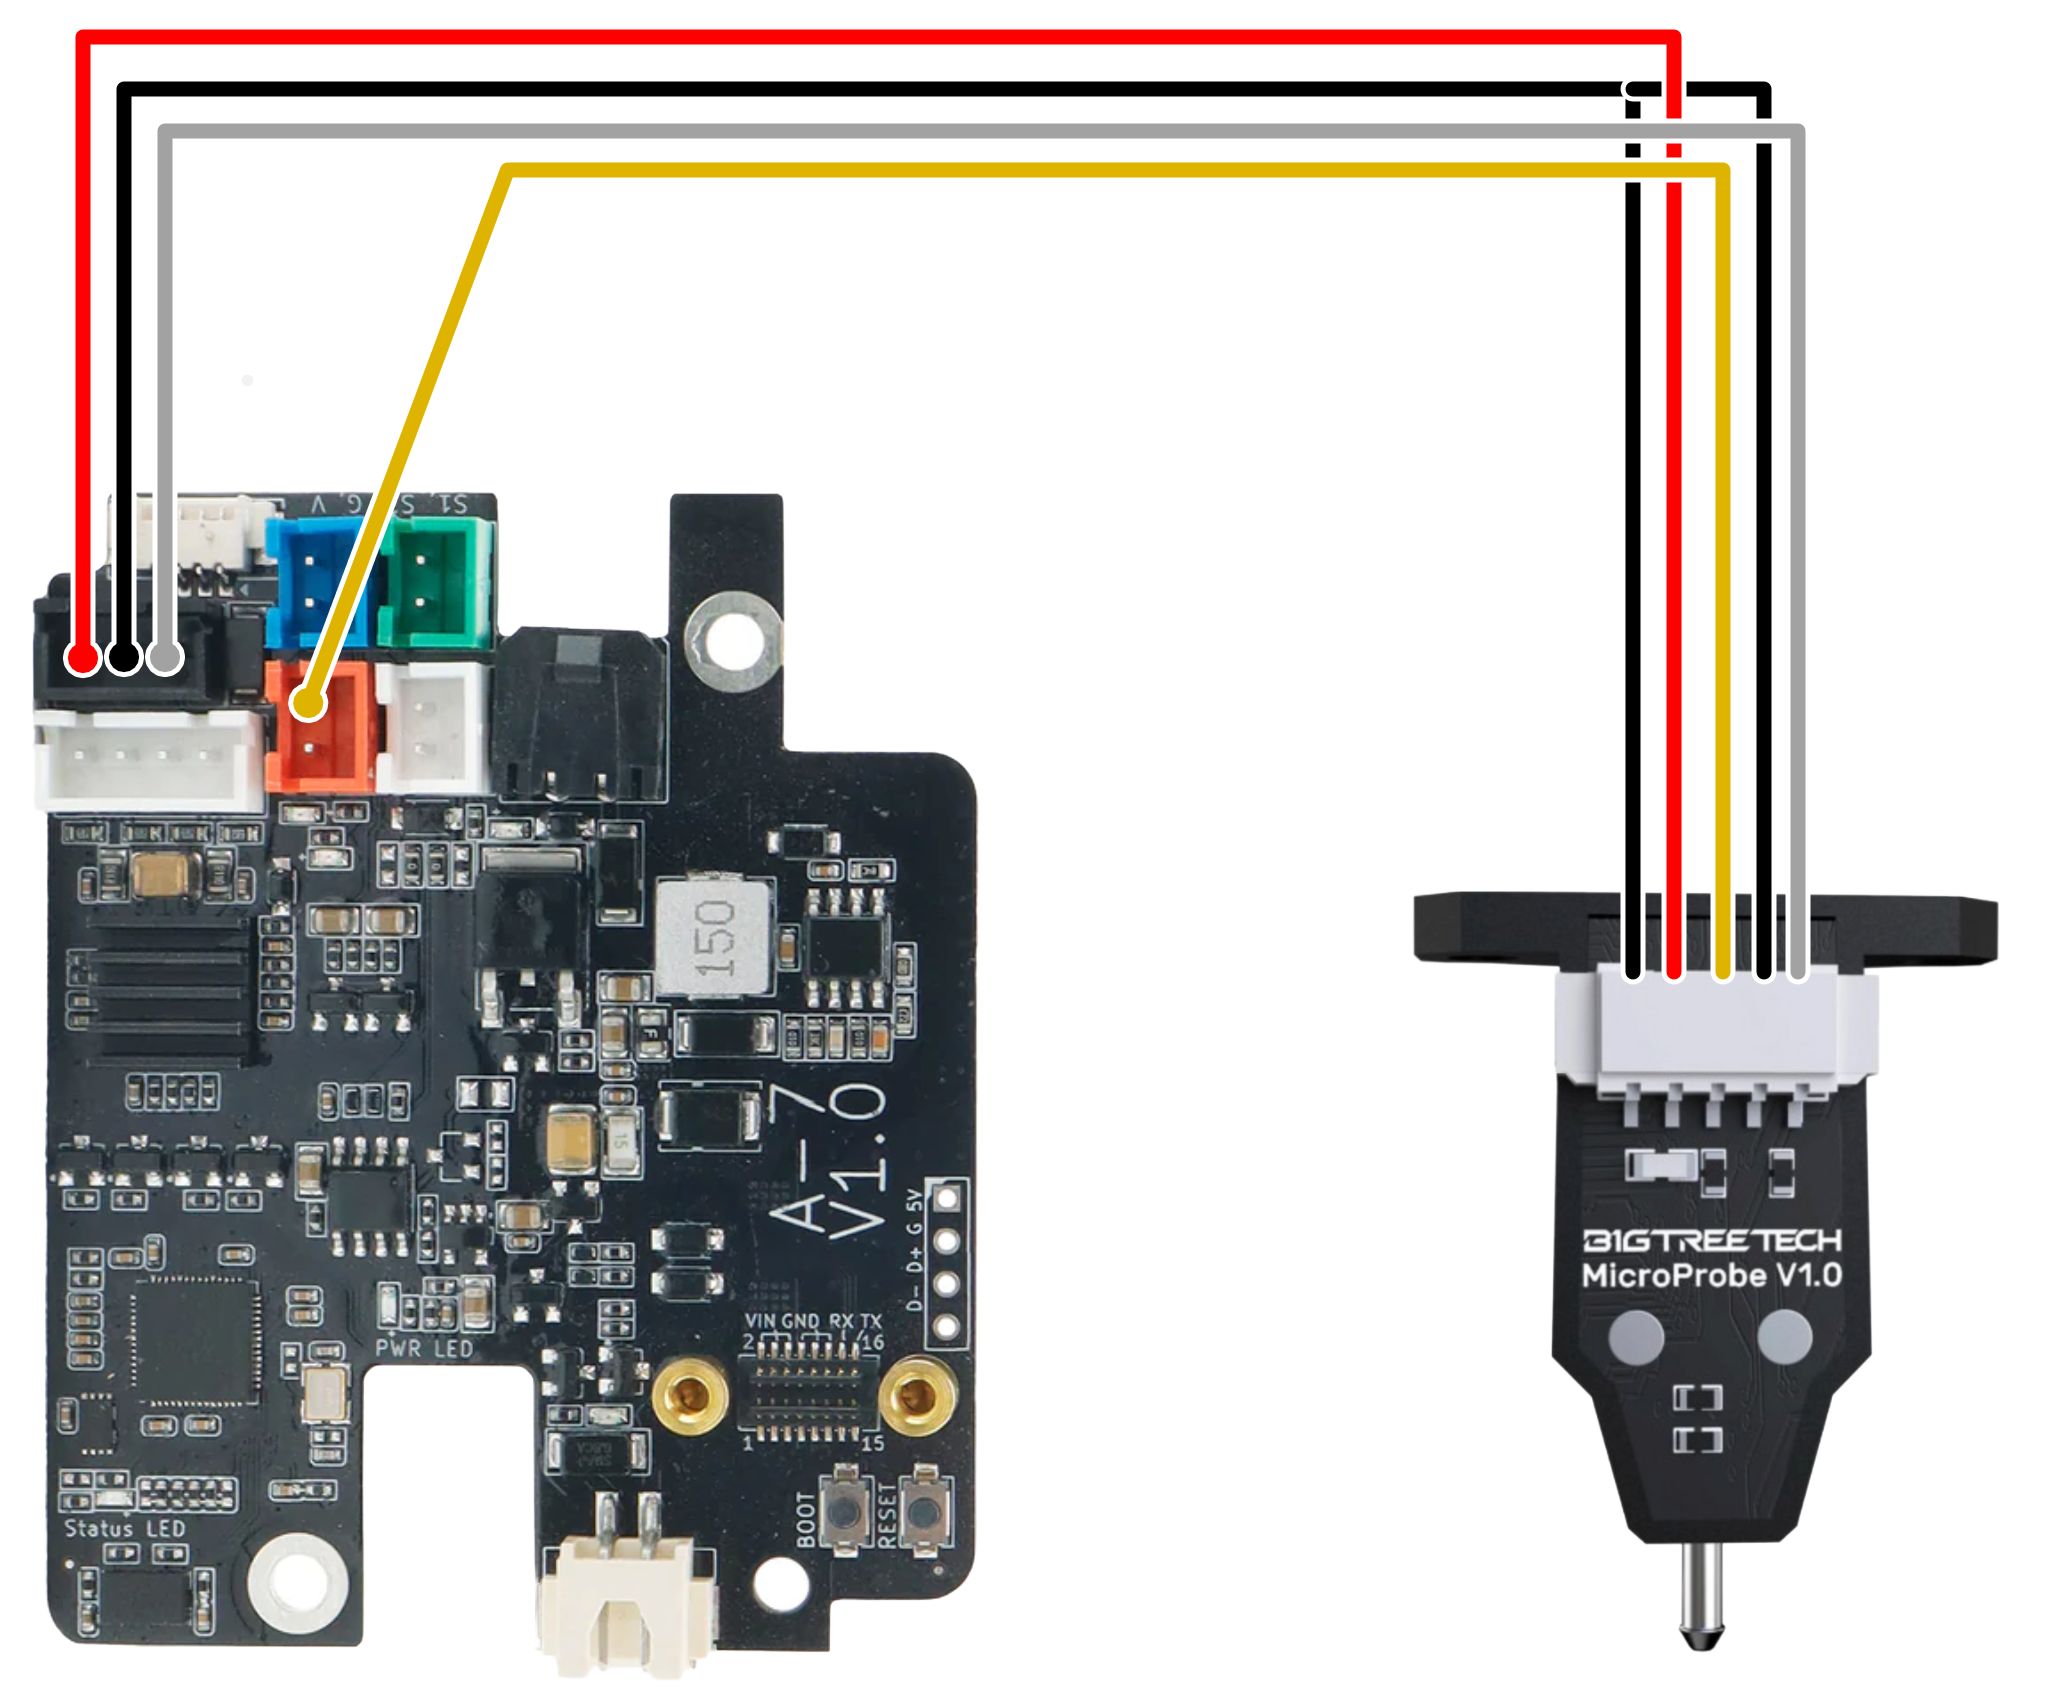 V G S S1
150
A-7
V1.0
D- D+ G 5V
PWR LED
VIN GND RX TX
2 16
1 15
BOOT
RESET
Status LED
BIGTREETECH
MicroProbe V1.0